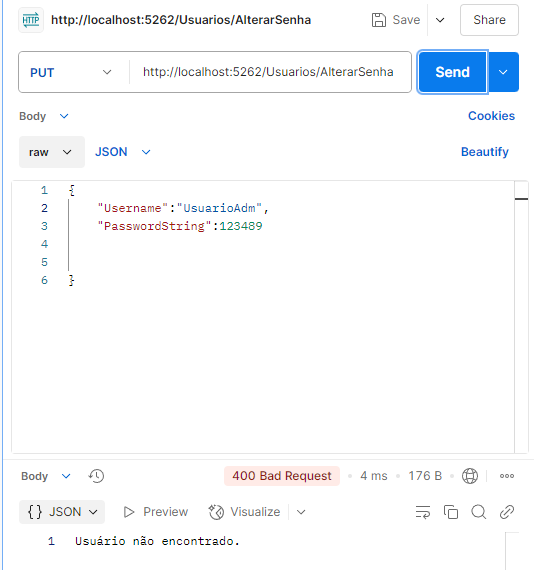 HTTP http://localhost:5262/Usuarios/AlterarSenha Save Share
PUT http://localhost:5262/Usuarios/AlterarSenha Send
Body Cookies
raw JSON Beautify
1 {
2 "Username":"UsuarioAdm",
3 "PasswordString":123489
4
5
6 }
Body 400 Bad Request • 4 ms • 176 B
{} JSON Preview Visualize
1 Usuário não encontrado.